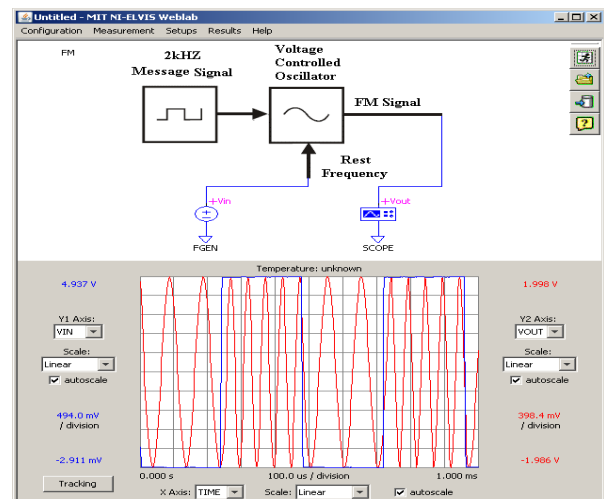 Untitled - MIT NI-ELVIS Weblab
Configuration Measurement Setups Results Help
FM
2kHZ
Message Signal
Voltage
Controlled
Oscillator
FM Signal
Rest
Frequency
+Vin
+Vout
FGEN
SCOPE
Temperature: unknown
4.937 V
1.998 V
Y1 Axis:
VIN
Scale:
Linear
autoscale
494.0 mV
/ division
-2.911 mV
Tracking
Y2 Axis:
VOUT
Scale:
Linear
autoscale
398.4 mV
/ division
-1.986 V
0.000 s 100.0 us / division 1.000 ms
X Axis: TIME Scale: Linear autoscale